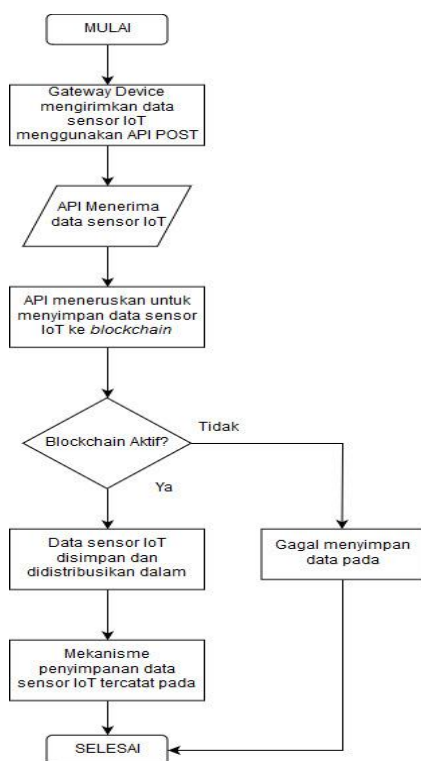 MULAI
Gateway Device
mengirimkan data
sensor IoT
menggunakan API POST
API Menerima
data sensor IoT
API meneruskan untuk
menyimpan data sensor
IoT ke blockchain
Blockchain Aktif?
Tidak
Ya
Data sensor IoT
disimpan dan
didistribusikan dalam
Gagal menyimpan
data pada
Mekanisme
penyimpanan data
sensor IoT tercatat pada
SELESAI